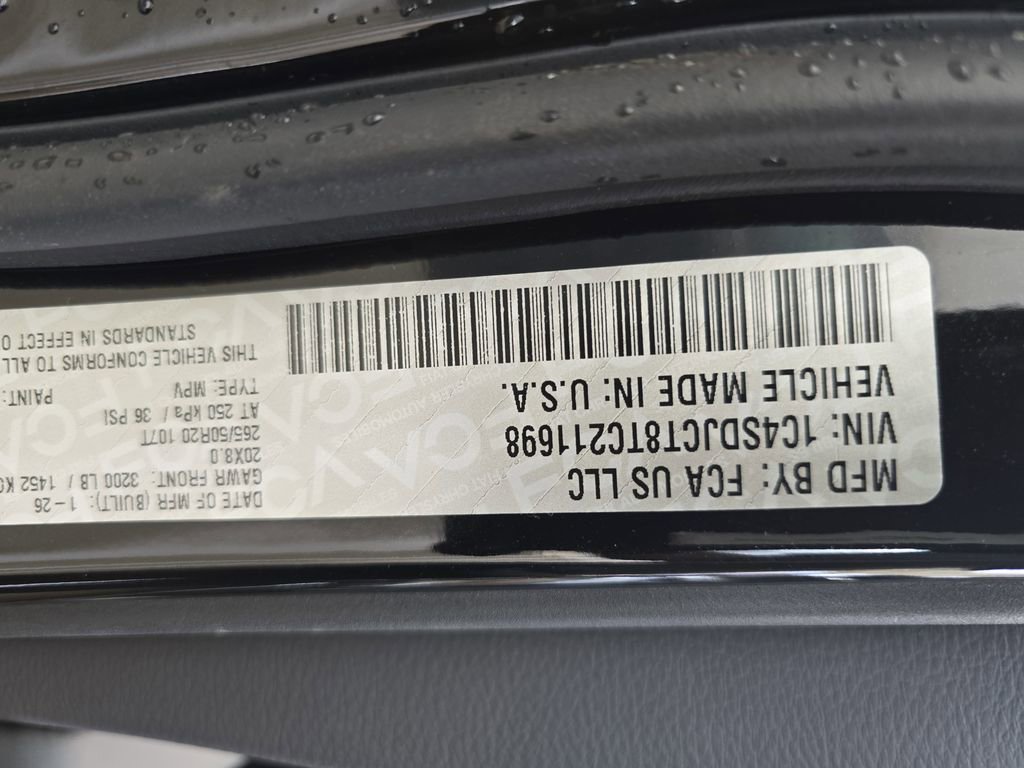 MFD BY: FCA US LLC
VIN: 1C4SDJCT8TC211698
VEHICLE MADE IN: U.S.A.
DATE OF MFR (BUILT): 1-26
GAWR FRONT: 3200 LB / 1452 KG
20X8.0
265/50R20 107T
AT 250 kPa / 36 PSI
TYPE: MPV PAINT:
THIS VEHICLE CONFORMS TO ALL
STANDARDS IN EFFECT O